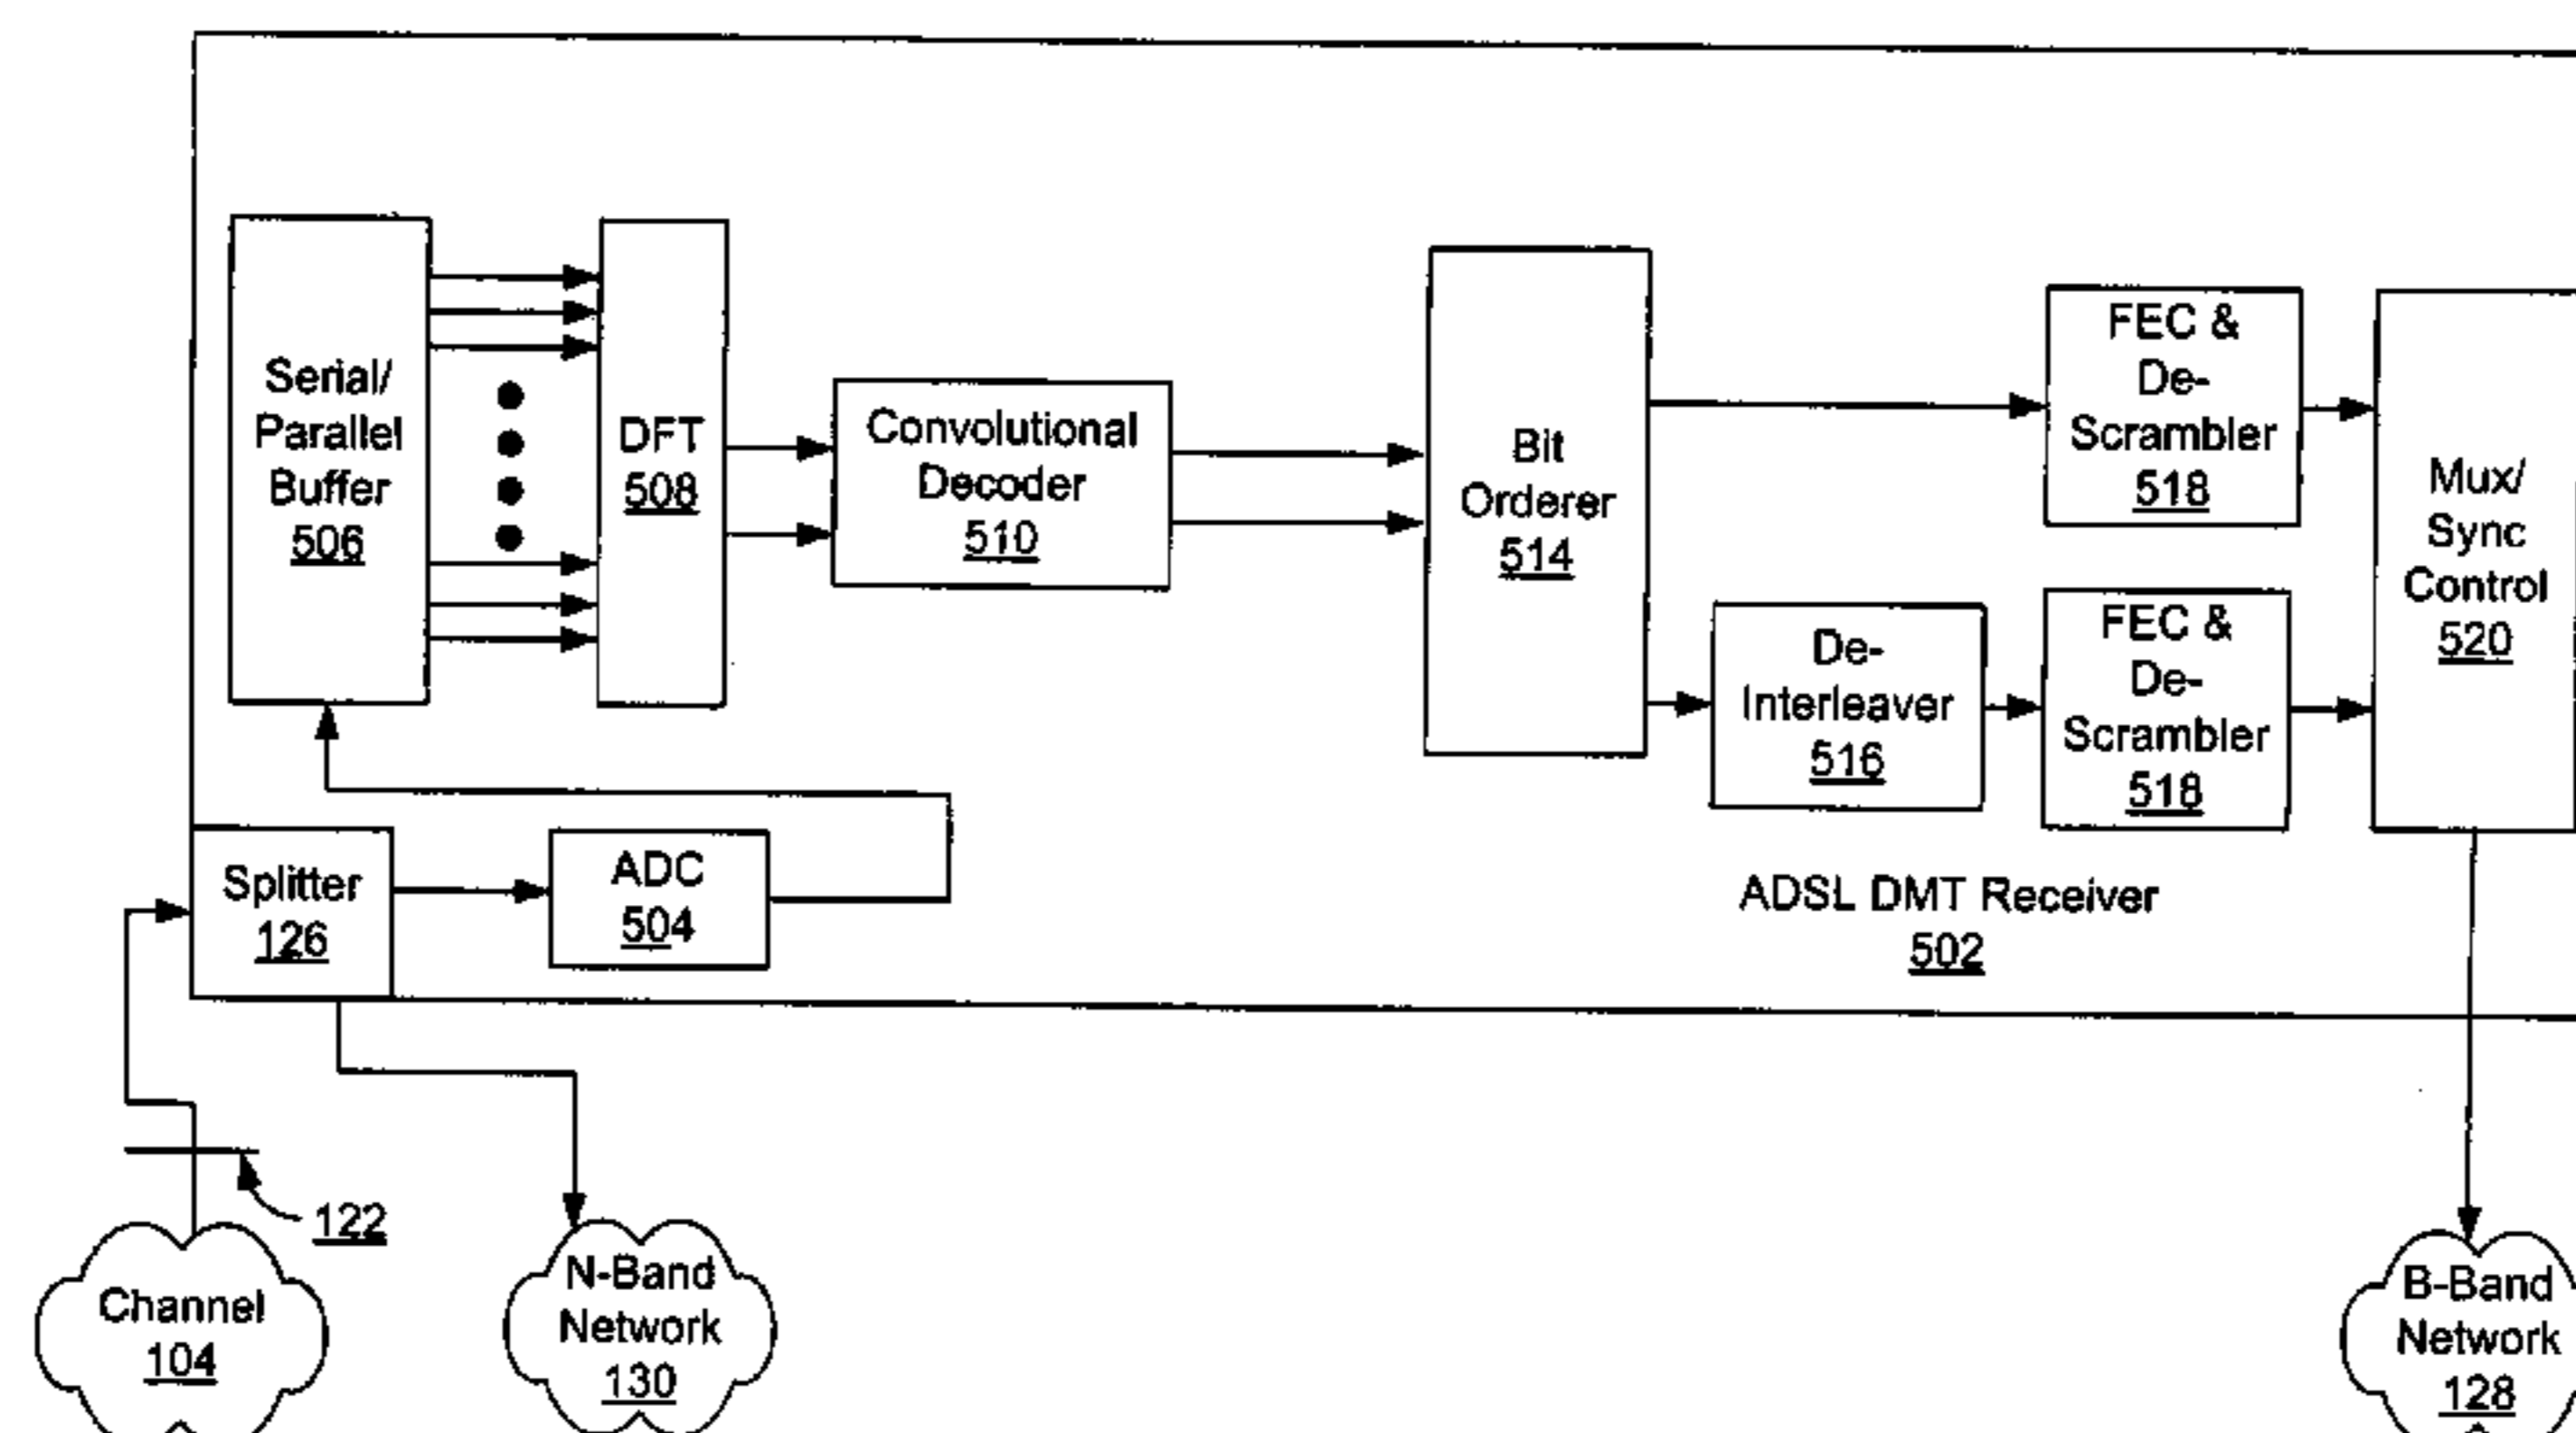 Serial/
Parallel
Buffer
506
DFT
508
Convolutional
Decoder
510
Bit
Orderer
514
FEC &
De-
Scrambler
518
Mux/
Sync
Control
520
De-
Interleaver
516
FEC &
De-
Scrambler
518
Splitter
126
ADC
504
ADSL DMT Receiver
502
122
Channel
104
N-Band
Network
130
B-Band
Network
128